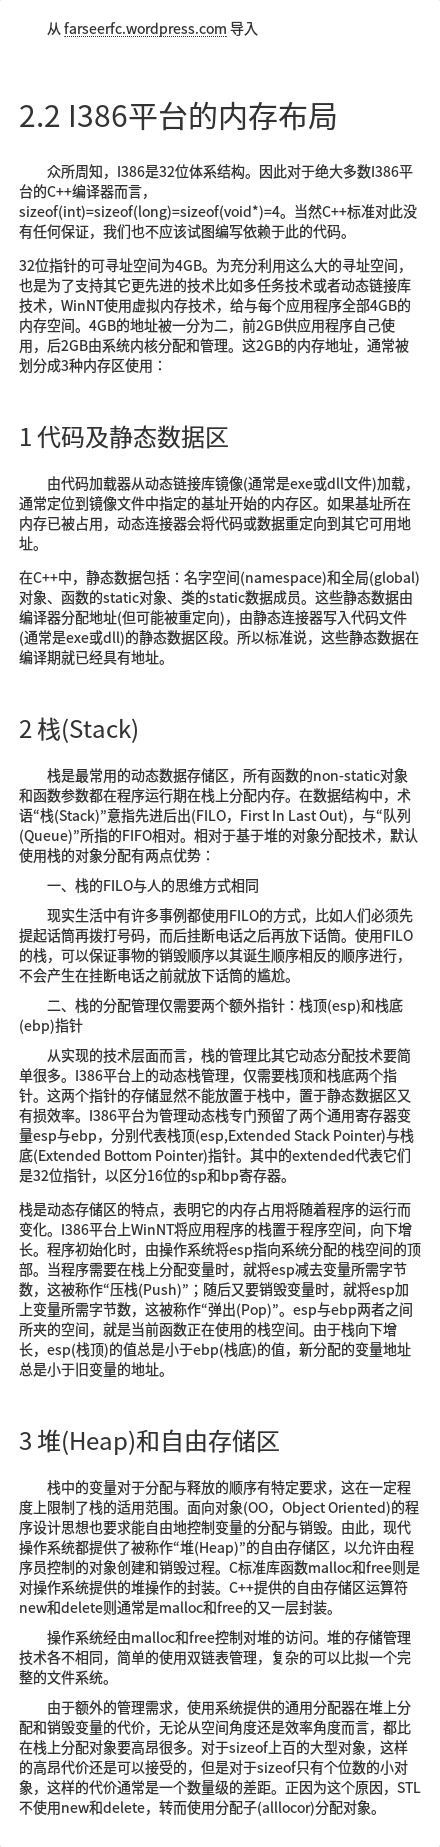 从 farseerfc.wordpress.com 导入
2.2 I386平台的内存布局
众所周知，I386是32位体系结构。因此对于绝大多数I386平
台的C++编译器而言，
sizeof(int)=sizeof(long)=sizeof(void*)=4。当然C++标准对此没
有任何保证，我们也不应该试图编写依赖于此的代码。
32位指针的可寻址空间为4GB。为充分利用这么大的寻址空间，
也是为了支持其它更先进的技术比如多任务技术或者动态链接库
技术，WinNT使用虚拟内存技术，给与每个应用程序全部4GB的
内存空间。4GB的地址被一分为二，前2GB供应用程序自己使
用，后2GB由系统内核分配和管理。这2GB的内存地址，通常被
划分成3种内存区使用：
1 代码及静态数据区
由代码加载器从动态链接库镜像(通常是exe或dll文件)加载，
通常定位到镜像文件中指定的基址开始的内存区。如果基址所在
内存已被占用，动态连接器会将代码或数据重定向到其它可用地
址。
在C++中，静态数据包括：名字空间(namespace)和全局(global)
对象、函数的static对象、类的static数据成员。这些静态数据由
编译器分配地址(但可能被重定向)，由静态连接器写入代码文件
(通常是exe或dll)的静态数据区段。所以标准说，这些静态数据在
编译期就已经具有地址。
2 栈(Stack)
栈是最常用的动态数据存储区，所有函数的non-static对象
和函数参数都在程序运行期在栈上分配内存。在数据结构中，术
语“栈(Stack)”意指先进后出(FILO，First In Last Out)，与“队列
(Queue)”所指的FIFO相对。相对于基于堆的对象分配技术，默认
使用栈的对象分配有两点优势：
一、栈的FILO与人的思维方式相同
现实生活中有许多事例都使用FILO的方式，比如人们必须先
提起话筒再拨打号码，而后挂断电话之后再放下话筒。使用FILO
的栈，可以保证事物的销毁顺序以其诞生顺序相反的顺序进行，
不会产生在挂断电话之前就放下话筒的尴尬。
二、栈的分配管理仅需要两个额外指针：栈顶(esp)和栈底
(ebp)指针
从实现的技术层面而言，栈的管理比其它动态分配技术要简
单很多。I386平台上的动态栈管理，仅需要栈顶和栈底两个指
针。这两个指针的存储显然不能放置于栈中，置于静态数据区又
有损效率。I386平台为管理动态栈专门预留了两个通用寄存器变
量esp与ebp，分别代表栈顶(esp,Extended Stack Pointer)与栈
底(Extended Bottom Pointer)指针。其中的extended代表它们
是32位指针，以区分16位的sp和bp寄存器。
栈是动态存储区的特点，表明它的内存占用将随着程序的运行而
变化。I386平台上WinNT将应用程序的栈置于程序空间，向下增
长。程序初始化时，由操作系统将esp指向系统分配的栈空间的顶
部。当程序需要在栈上分配变量时，就将esp减去变量所需字节
数，这被称作“压栈(Push)”；随后又要销毁变量时，就将esp加
上变量所需字节数，这被称作“弹出(Pop)”。esp与ebp两者之间
所夹的空间，就是当前函数正在使用的栈空间。由于栈向下增
长，esp(栈顶)的值总是小于ebp(栈底)的值，新分配的变量地址
总是小于旧变量的地址。
3 堆(Heap)和自由存储区
栈中的变量对于分配与释放的顺序有特定要求，这在一定程
度上限制了栈的适用范围。面向对象(OO，Object Oriented)的程
序设计思想也要求能自由地控制变量的分配与销毁。由此，现代
操作系统都提供了被称作“堆(Heap)”的自由存储区，以允许由程
序员控制的对象创建和销毁过程。C标准库函数malloc和free则是
对操作系统提供的堆操作的封装。C++提供的自由存储区运算符
new和delete则通常是malloc和free的又一层封装。
操作系统经由malloc和free控制对堆的访问。堆的存储管理
技术各不相同，简单的使用双链表管理，复杂的可以比拟一个完
整的文件系统。
由于额外的管理需求，使用系统提供的通用分配器在堆上分
配和销毁变量的代价，无论从空间角度还是效率角度而言，都比
在栈上分配对象要高昂很多。对于sizeof上百的大型对象，这样
的高昂代价还是可以接受的，但是对于sizeof只有个位数的小对
象，这样的代价通常是一个数量级的差距。正因为这个原因，STL
不使用new和delete，转而使用分配子(alllocor)分配对象。